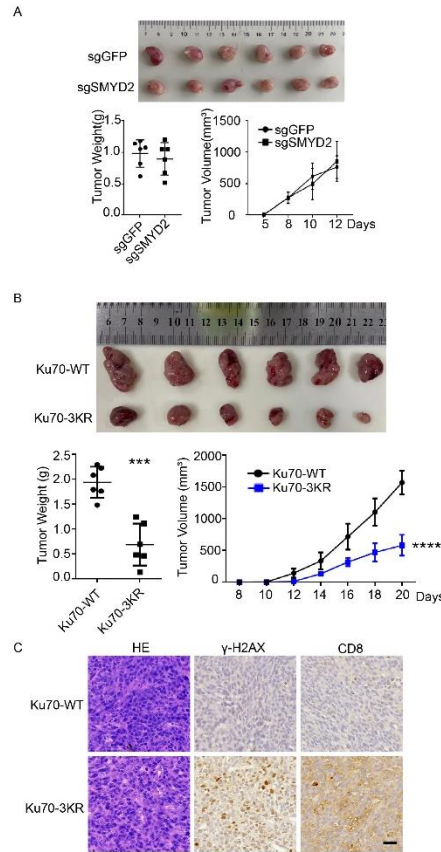 A
sgGFP
sgSMYD2
Tumor Weight(g)
1.5
1.0
0.5
0.0
sgGFP
sgSMYD2
Tumor Volume(mm³)
1500
1000
500
0
5 8 10 12 Days
sgGFP
sgSMYD2
B
6 7 8 9 10 11 12 13 14 15 16 17 18 19 20 21 22 23
Ku70-WT
Ku70-3KR
Tumor Weight (g)
2.5
2.0
1.5
1.0
0.5
0.0
***
Ku70-WT
Ku70-3KR
Tumor Volume (mm³)
2000
1500
1000
500
0
8 10 12 14 16 18 20 Days
Ku70-WT
Ku70-3KR
****
C
HE γ-H2AX CD8
Ku70-WT
Ku70-3KR